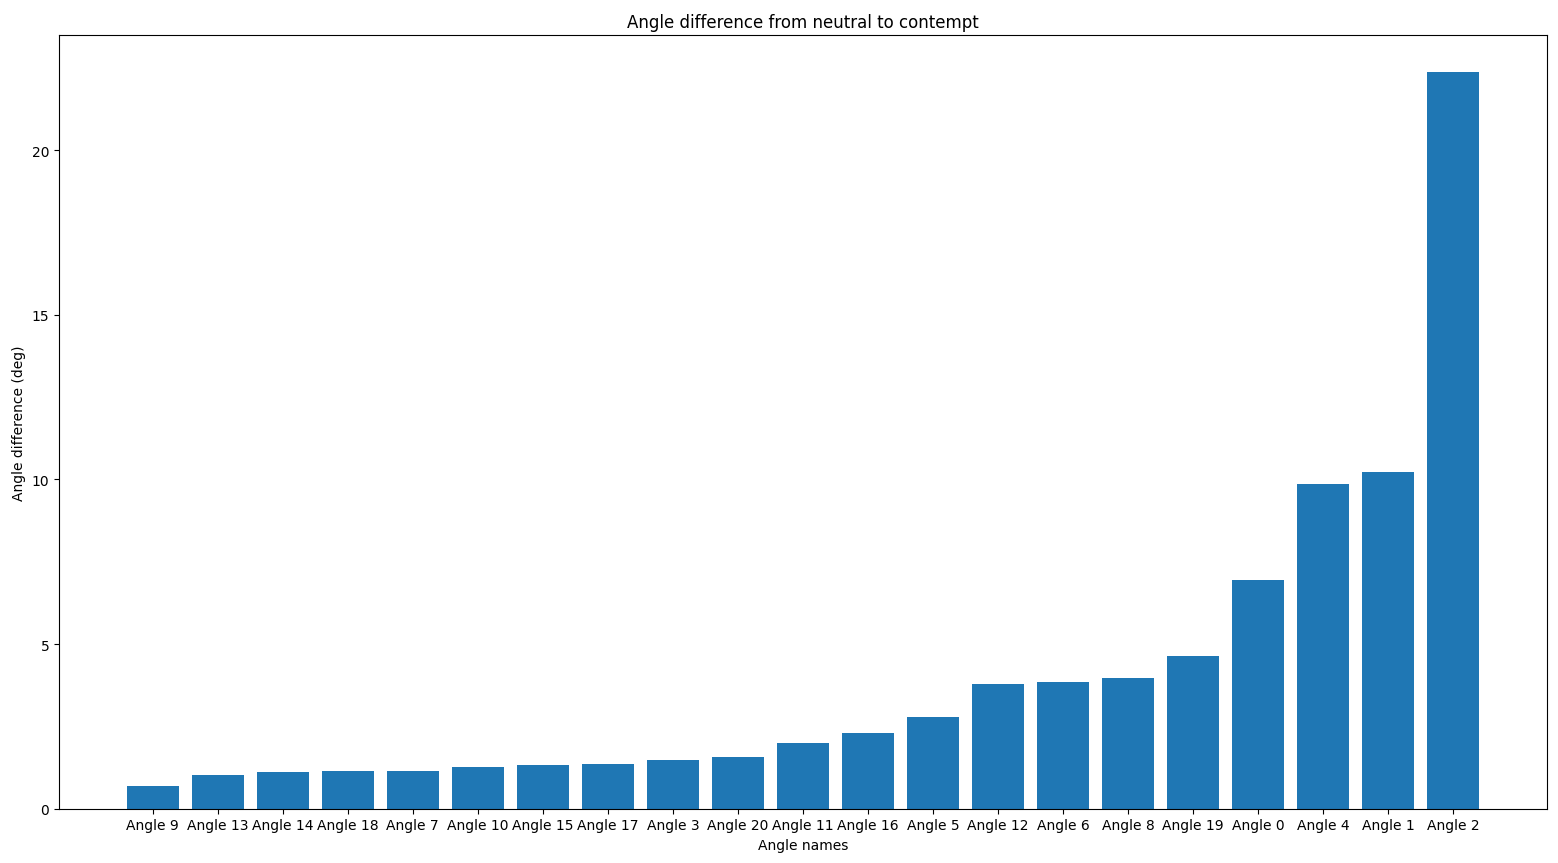 Angle difference from neutral to contempt
Angle difference (deg)
20
15
10
5
0
Angle 9 Angle 13 Angle 14 Angle 18 Angle 7 Angle 10 Angle 15 Angle 17 Angle 3 Angle 20 Angle 11 Angle 16 Angle 5 Angle 12 Angle 6 Angle 8 Angle 19 Angle 0 Angle 4 Angle 1 Angle 2
Angle names